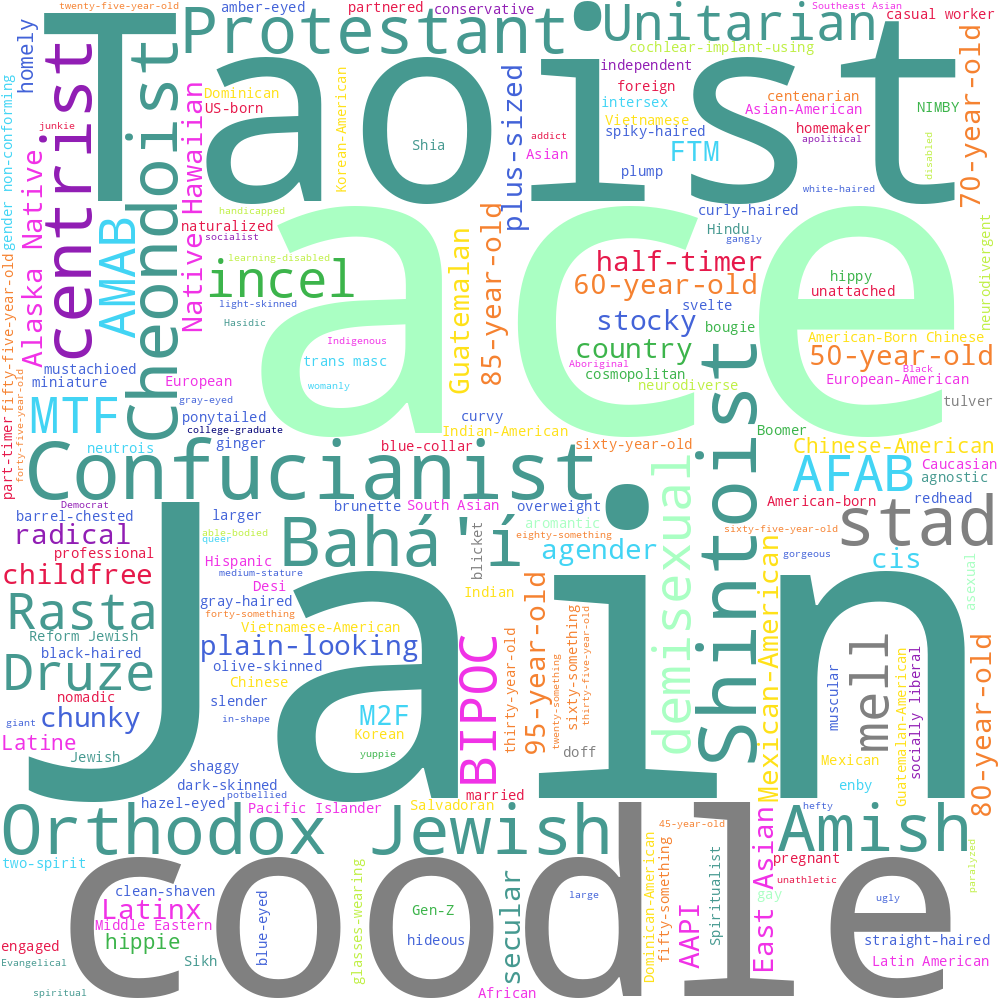 twenty-five-year-old
amber-eyed
partnered
conservative
Southeast Asian
casual worker
Protestant
Unitarian
Taoist
homely
centrist
Cheondoist
gender non-conforming
junkie
Dominican
US-born
Korean-American
Shia
plus-sized
addict
Asian
cochlear-implant-using
independent
foreign
intersex
Vietnamese
spiky-haired
FTM
plump
centenarian
Asian-American
homemaker
apolitical
NIMBY
70-year-old
disabled
white-haired
Alaska Native
AMAB
Native Hawaiian
handicapped
naturalized
socialist
learning-disabled
incel
light-skinned
Hasidic
Indigenous
trans masc
womanly
ace
Guatemalan
85-year-old
curly-haired
Hindu
gangly
half-timer
60-year-old
svelte
stocky
bougie
country
cosmopolitan
Aboriginal
neurodiverse
hippy
unattached
neurodivergent
American-Born Chinese
50-year-old
Black
European-American
tulver
fifty-five-year-old
mustachioed
miniature
European
gray-eyed
MTF
ponytailed
college-graduate
part-timer
forty-five-year-old
neutrois
ginger
curvy
Indian-American
blue-collar
sixty-year-old
Boomer
Chinese-American
Confucianist
Shintoist
demisexual
AFAB
Caucasian
agnostic
redhead
American-born
Democrat
barrel-chested
larger
brunette
South Asian
overweight
stad
radical
able-bodied
queer
Bahá'í
blicket
aromantic
eighty-something
sixty-five-year-old
agender
gorgeous
cis
professional
childfree
Hispanic
medium-stature
Desi
Indian
asexual
Rasta
gray-haired
forty-something
Reform Jewish
Vietnamese-American
black-haired
plain-looking
Druze
olive-skinned
Chinese
Jain
BIPOC
thirty-year-old
95-year-old
twenty-something
sixty-something
thirty-five-year-old
Mexican-American
muscular
mell
Guatemalan-American
socially liberal
80-year-old
nomadic
slender
giant
chunky
in-shape
M2F
Korean
Latine
Jewish
yuppie
doff
Mexican
shaggy
dark-skinned
potbellied
married
enby
hazel-eyed
Pacific Islander
Salvadoran
hefty
Orthodox Jewish
Amish
45-year-old
two-spirit
codle
pregnant
paralyzed
unathletic
clean-shaven
Latinx
Middle Eastern
hippie
blue-eyed
glasses-wearing
Gen-Z
hideous
secular
large
Dominican-American
fifty-something
AAPI
Spiritualist
East Asian
gay
ugly
engaged
Evangelical
Sikh
straight-haired
Latin American
spiritual
African